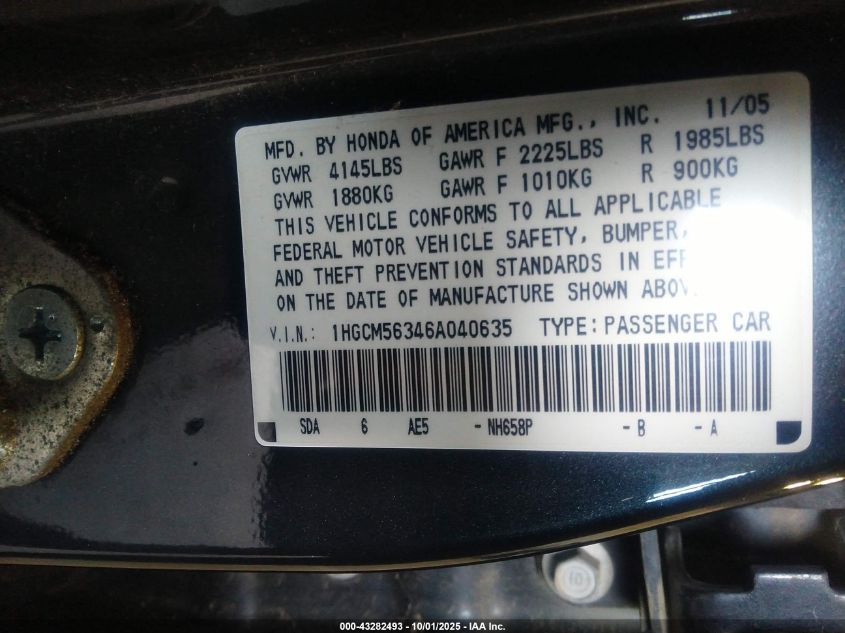 MFD. BY HONDA OF AMERICA MFG., INC. 11/05
GVWR 4145LBS GAWR F 2225LBS R 1985LBS
GVWR 1880KG GAWR F 1010KG R 900KG
THIS VEHICLE CONFORMS TO ALL APPLICABLE
FEDERAL MOTOR VEHICLE SAFETY, BUMPER,
AND THEFT PREVENTION STANDARDS IN EFF
ON THE DATE OF MANUFACTURE SHOWN ABOV
V.I.N.: 1HGCM56346A040635 TYPE: PASSENGER CAR
SDA 6 AE5 -NH658P -B -A
000-43282493 - 10/01/2025 - IAA Inc.